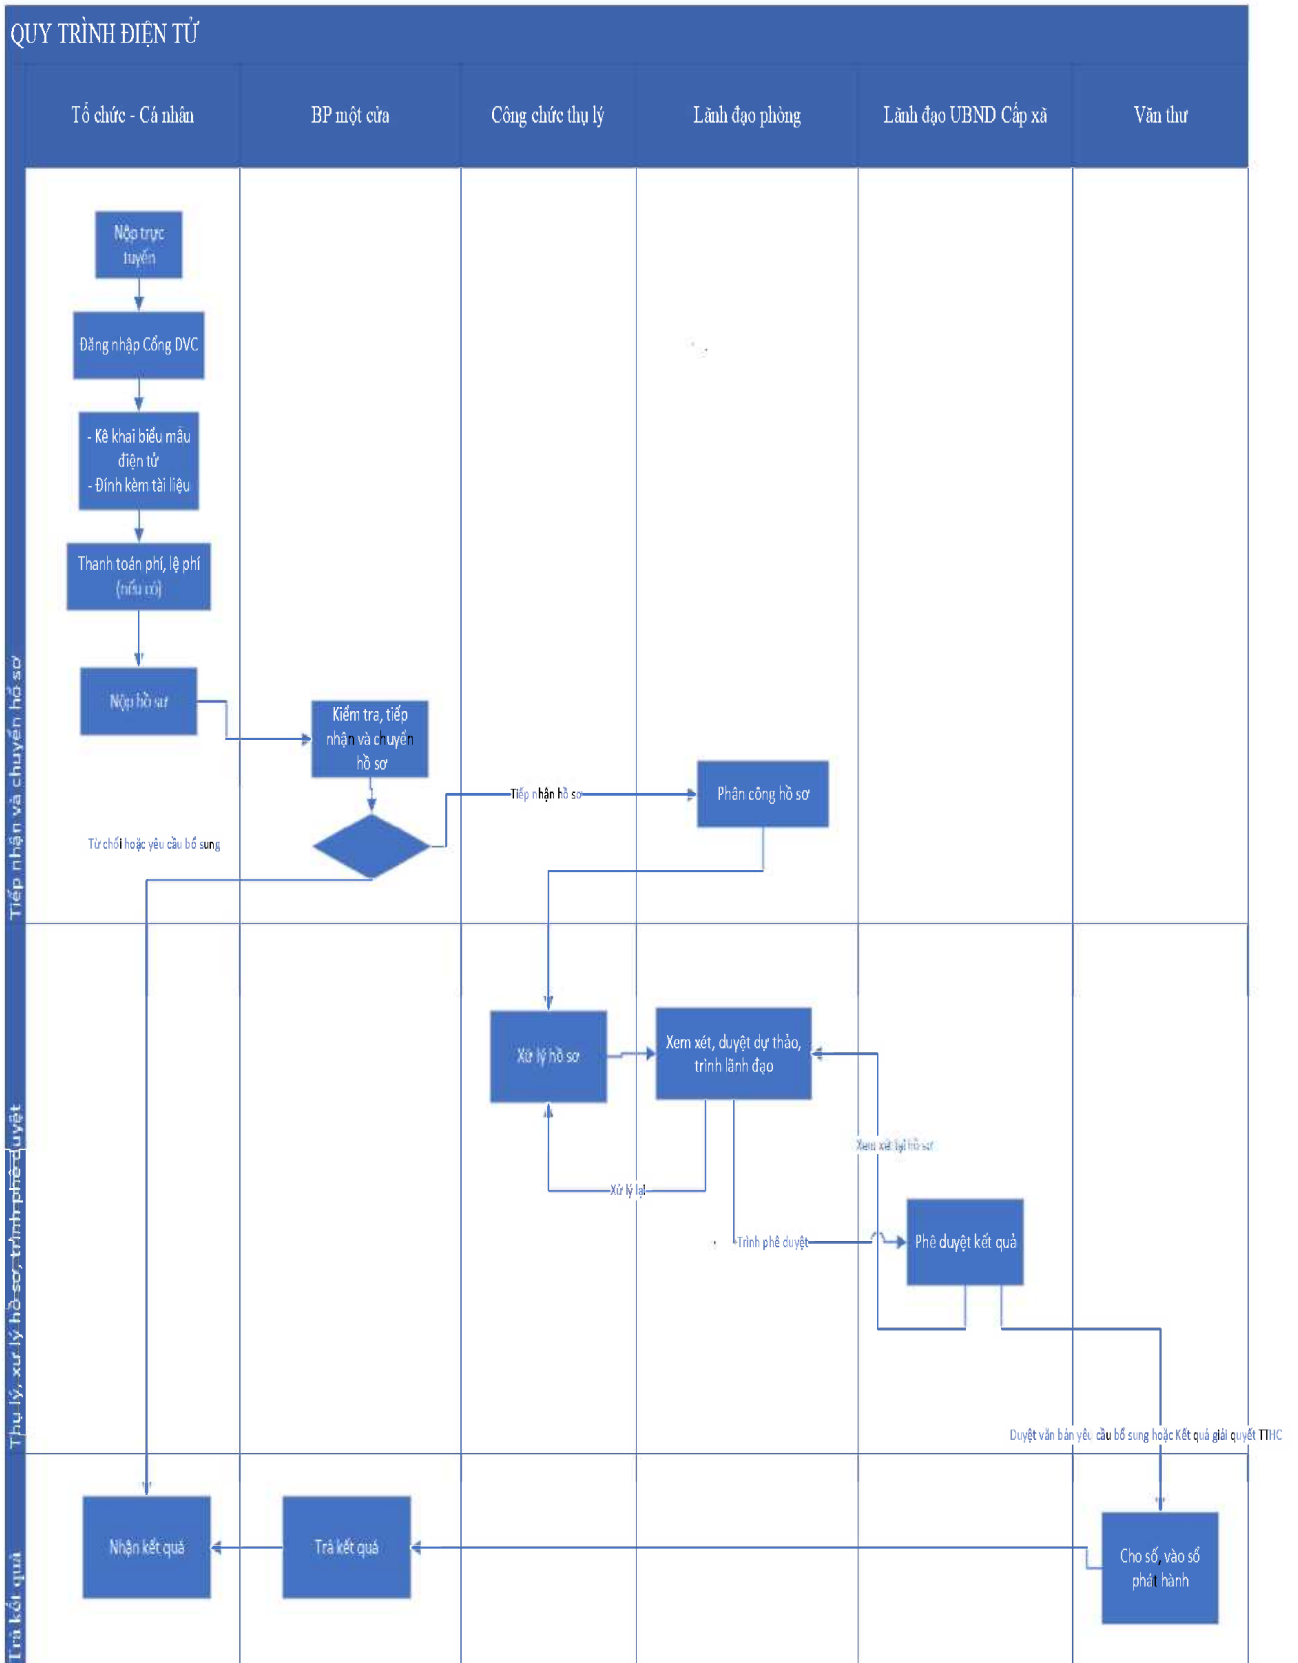 QUY TRÌNH ĐIỆN TỬ
Tổ chức - Cá nhân
BP một cửa
Công chức thụ lý
Lãnh đạo phòng
Lãnh đạo UBND Cấp xã
Văn thư
Tiếp nhận và chuyển hồ sơ
Nộp trực
tuyến
Đăng nhập Cổng DVC
- Kê khai biểu mẫu
điện tử
- Đính kèm tài liệu
Thanh toán phí, lệ phí
(nếu có)
Nộp hồ sơ
Kiểm tra, tiếp
nhận và chuyển
hồ sơ
Tiếp nhận hồ sơ
Phân công hồ sơ
Từ chối hoặc yêu cầu bổ sung
Thụ lý, xử lý hồ sơ, trình phê duyệt
Xử lý hồ sơ
Xem xét, duyệt dự thảo,
trình lãnh đạo
Xem xét lại hồ sơ
Xử lý lại
Trình phê duyệt
Phê duyệt kết quả
Duyệt văn bản yêu cầu bổ sung hoặc Kết quả giải quyết TTHC
Trả kết quả
Nhận kết quả
Trả kết quả
Cho số, vào sổ
phát hành